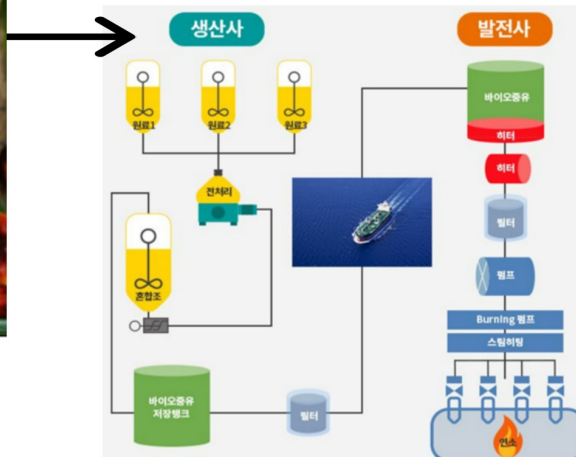 생산사
발전사
원료1
원료2
원료3
전처리
혼합조
바이오중유
저장탱크
필터
바이오중유
히터
히터
필터
펌프
Burning 펌프
스팀히팅
연소